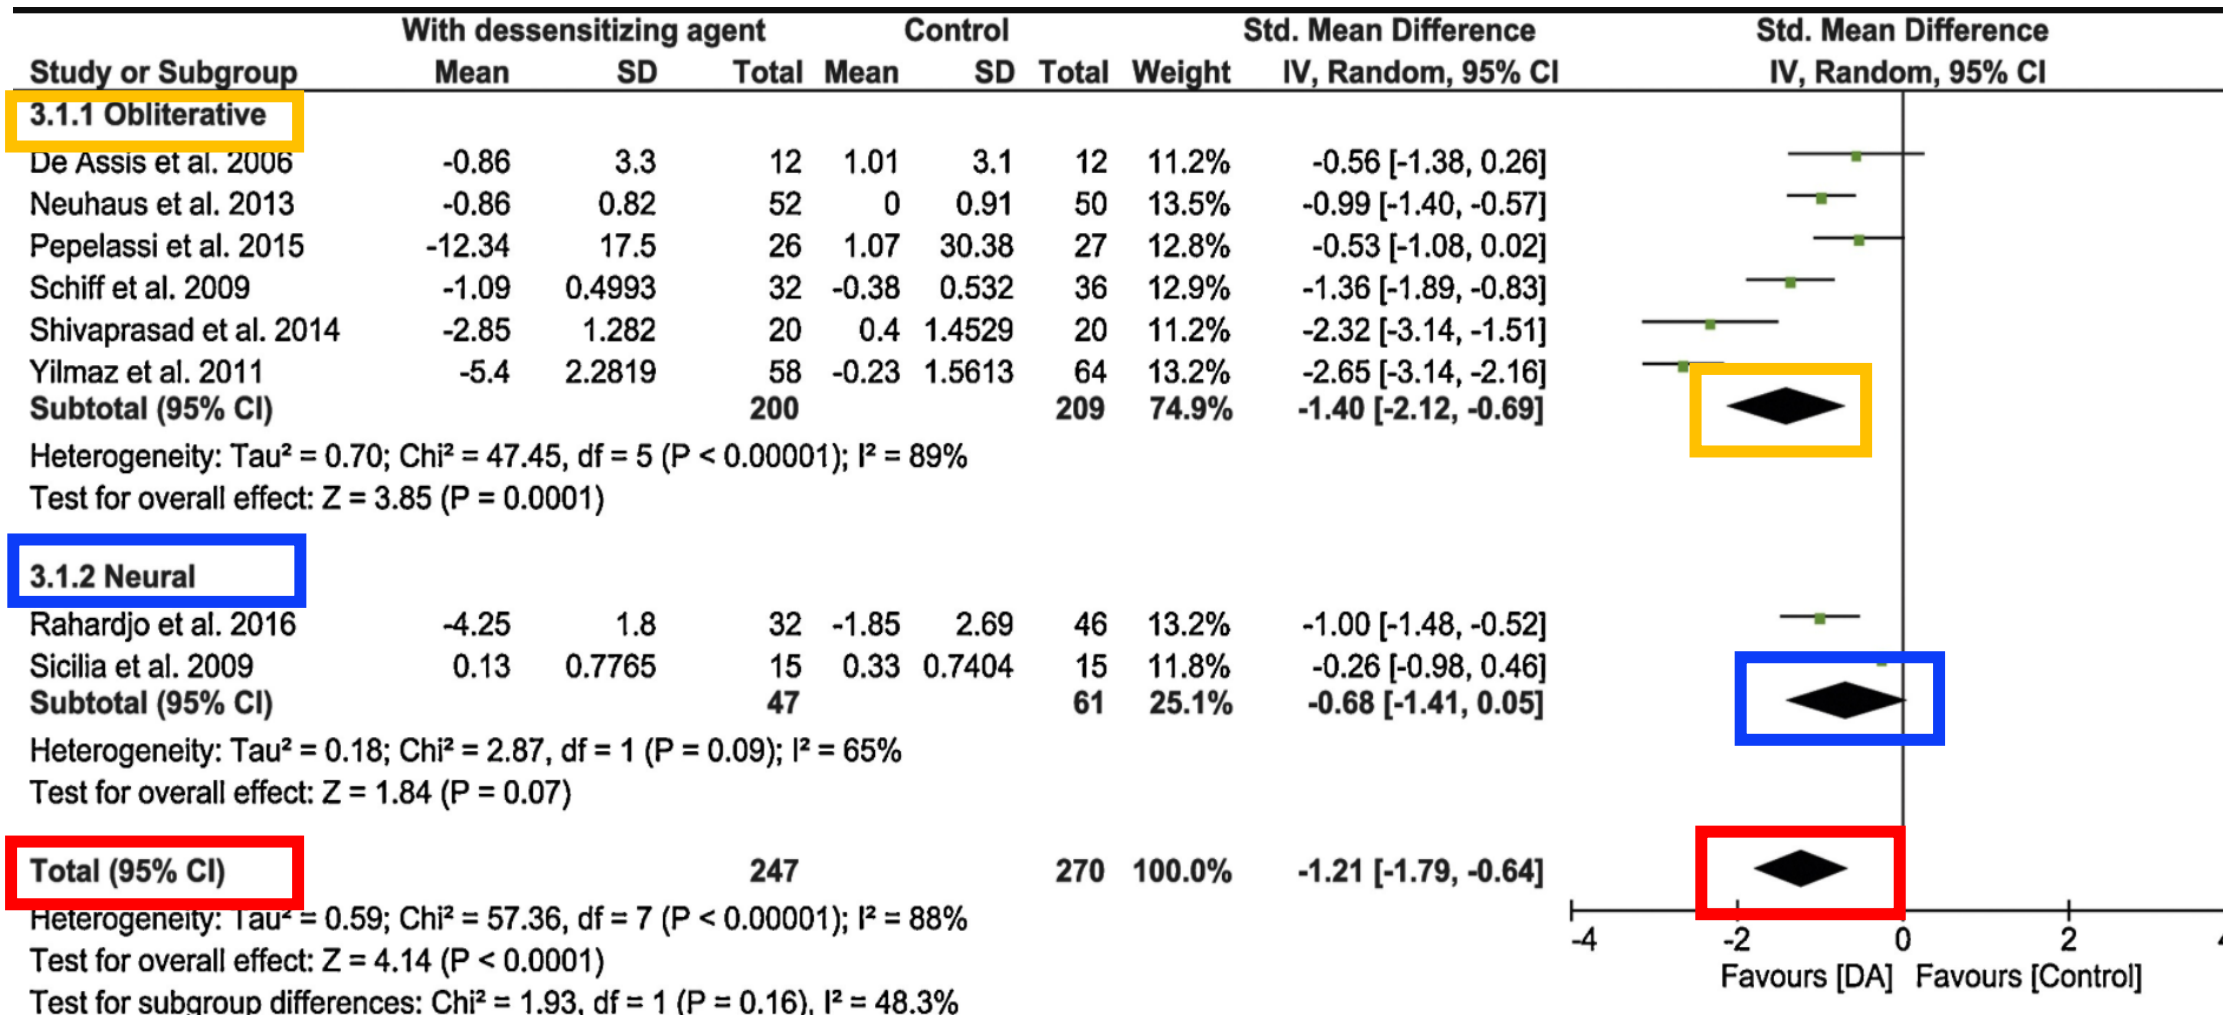 With dessensitizing agent Control Std. Mean Difference Std. Mean Difference
Study or Subgroup Mean SD Total Mean SD Total Weight IV, Random, 95% CI IV, Random, 95% CI
3.1.1 Obliterative
De Assis et al. 2006 -0.86 3.3 12 1.01 3.1 12 11.2% -0.56 [-1.38, 0.26]
Neuhaus et al. 2013 -0.86 0.82 52 0 0.91 50 13.5% -0.99 [-1.40, -0.57]
Pepelassi et al. 2015 -12.34 17.5 26 1.07 30.38 27 12.8% -0.53 [-1.08, 0.02]
Schiff et al. 2009 -1.09 0.4993 32 -0.38 0.532 36 12.9% -1.36 [-1.89, -0.83]
Shivaprasad et al. 2014 -2.85 1.282 20 0.4 1.4529 20 11.2% -2.32 [-3.14, -1.51]
Yilmaz et al. 2011 -5.4 2.2819 58 -0.23 1.5613 64 13.2% -2.65 [-3.14, -2.16]
Subtotal (95% CI) 200 209 74.9% -1.40 [-2.12, -0.69]
Heterogeneity: Tau² = 0.70; Chi² = 47.45, df = 5 (P < 0.00001); I² = 89%
Test for overall effect: Z = 3.85 (P = 0.0001)
3.1.2 Neural
Rahardjo et al. 2016 -4.25 1.8 32 -1.85 2.69 46 13.2% -1.00 [-1.48, -0.52]
Sicilia et al. 2009 0.13 0.7765 15 0.33 0.7404 15 11.8% -0.26 [-0.98, 0.46]
Subtotal (95% CI) 47 61 25.1% -0.68 [-1.41, 0.05]
Heterogeneity: Tau² = 0.18; Chi² = 2.87, df = 1 (P = 0.09); I² = 65%
Test for overall effect: Z = 1.84 (P = 0.07)
Total (95% CI) 247 270 100.0% -1.21 [-1.79, -0.64]
Heterogeneity: Tau² = 0.59; Chi² = 57.36, df = 7 (P < 0.00001); I² = 88%
Test for overall effect: Z = 4.14 (P < 0.0001)
Test for subgroup differences: Chi² = 1.93, df = 1 (P = 0.16), I² = 48.3%
-4 -2 0 2 4
Favours [DA] Favours [Control]